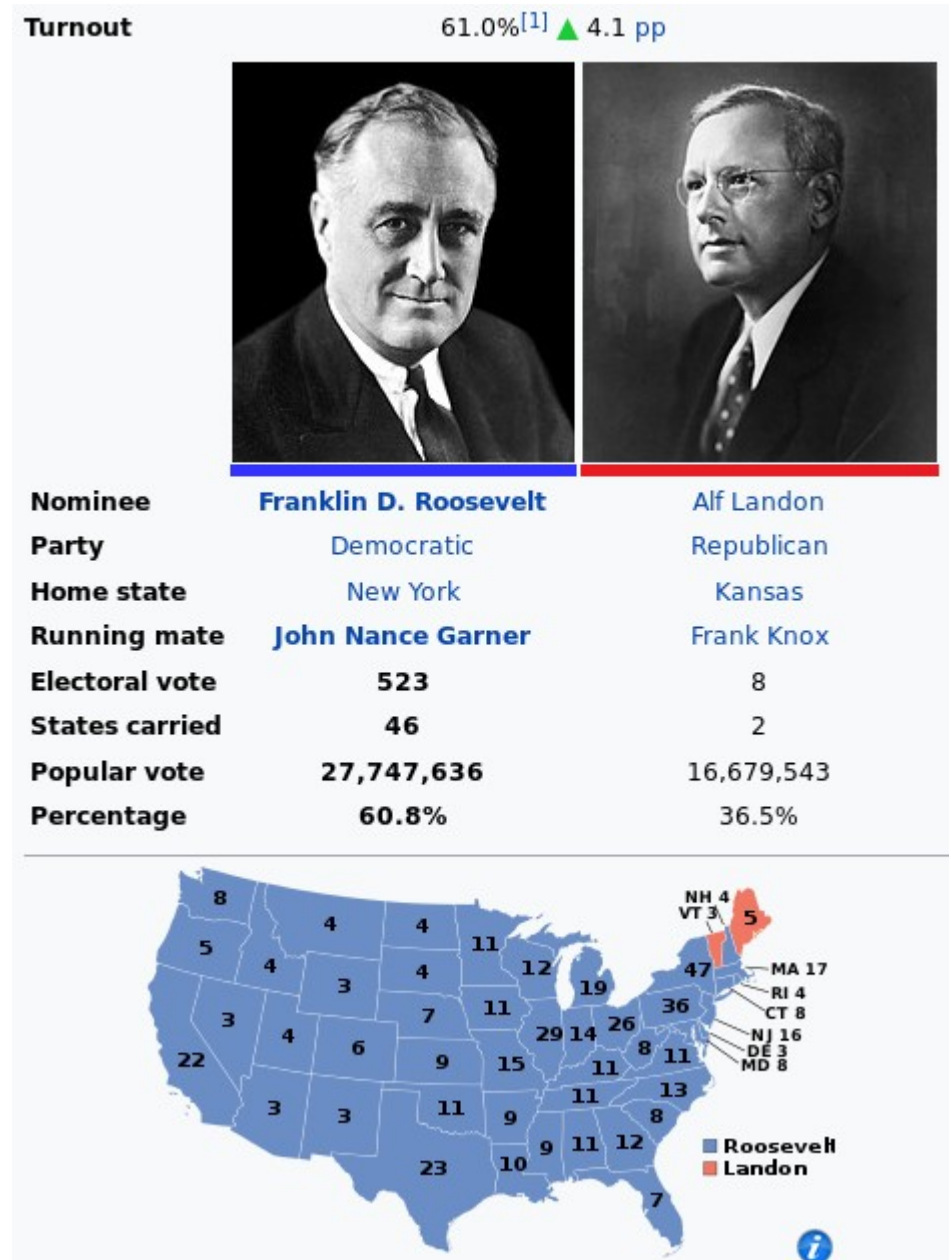 Turnout 61.0%[1] ▲ 4.1 pp
Nominee Franklin D. Roosevelt Alf Landon
Party Democratic Republican
Home state New York Kansas
Running mate John Nance Garner Frank Knox
Electoral vote 523 8
States carried 46 2
Popular vote 27,747,636 16,679,543
Percentage 60.8% 36.5%
8 4 4 11 NH 4
VT 3 5
5 4 3 4 12 19 47 MA 17
RI 4
CT 8
3 4 6 7 11 29 14 26 36 NJ 16
DE 3
MD 8
22 9 15 11 8 11
3 3 11 9 11 13
8
23 10 9 11 12
7
Roosevelt
Landon
i